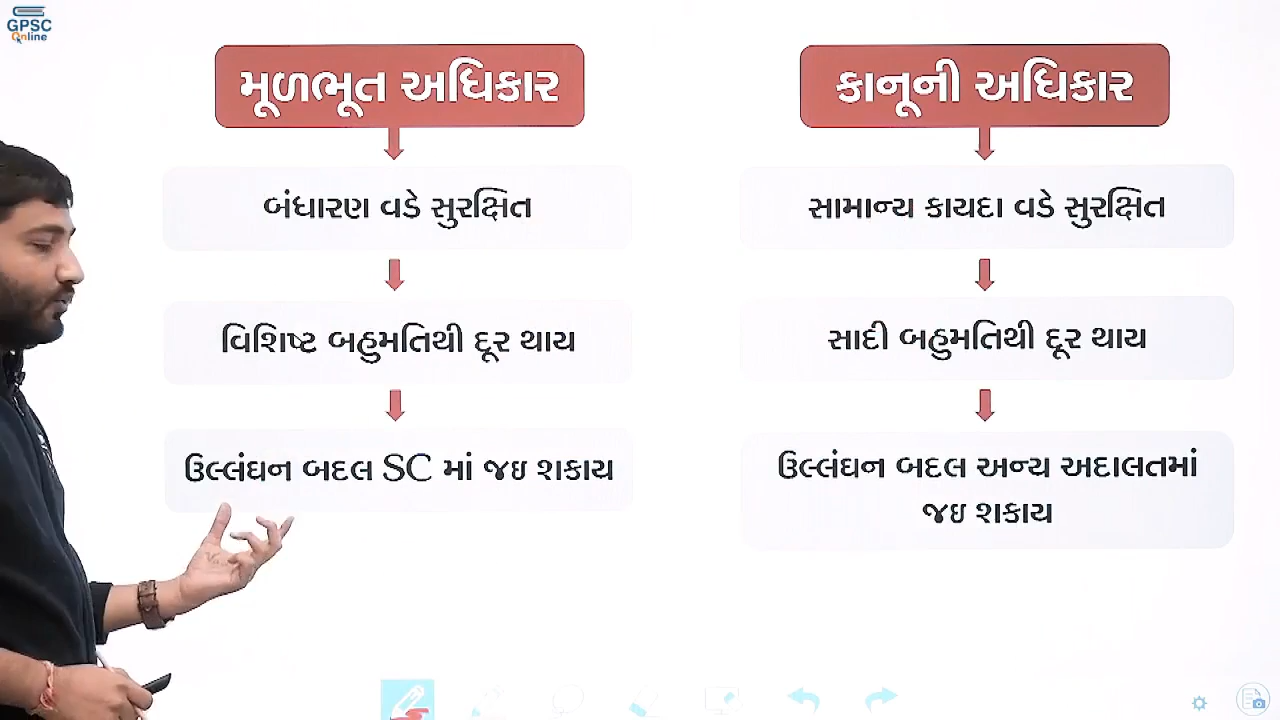 GPSC
Online
મૂળભૂત અધિકાર
બંધારણ વડે સુરક્ષિત
વિશિષ્ટ બહુમતિથી દૂર થાય
ઉલ્લંઘન બદલ SC માં જઇ શકાય
કાનૂની અધિકાર
સામાન્ય કાયદા વડે સુરક્ષિત
સાદી બહુમતિથી દૂર થાય
ઉલ્લંઘન બદલ અન્ય અદાલતમાં
જઇ શકાય